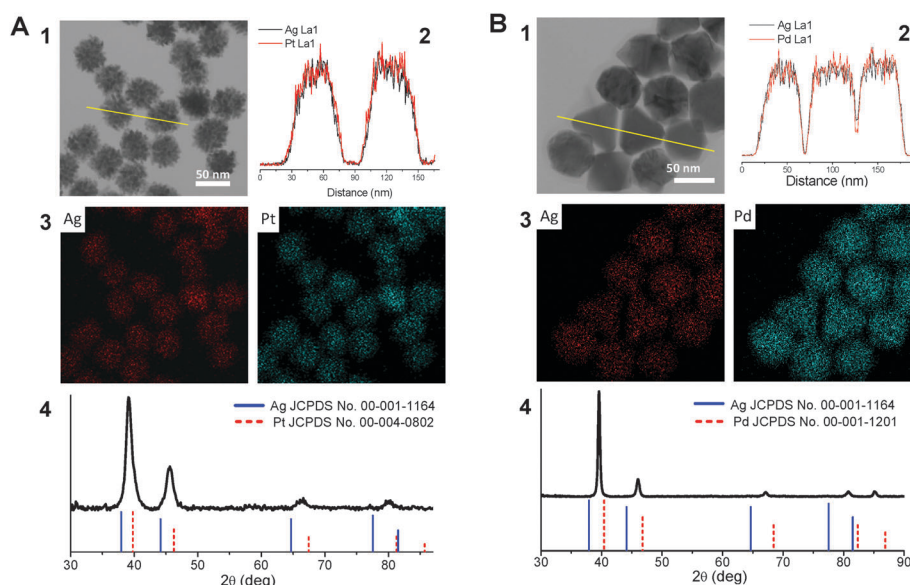 A
1
50 nm
Ag La1
Pt La1
2
0 30 60 90 120 150
Distance (nm)
3
Ag
Pt
4
Ag JCPDS No. 00-001-1164
Pt JCPDS No. 00-004-0802
30 40 50 60 70 80
2θ (deg)
B
1
50 nm
Ag La1
Pd La1
2
0 50 100 150
Distance (nm)
3
Ag
Pd
4
Ag JCPDS No. 00-001-1164
Pd JCPDS No. 00-001-1201
30 40 50 60 70 80 90
2θ (deg)